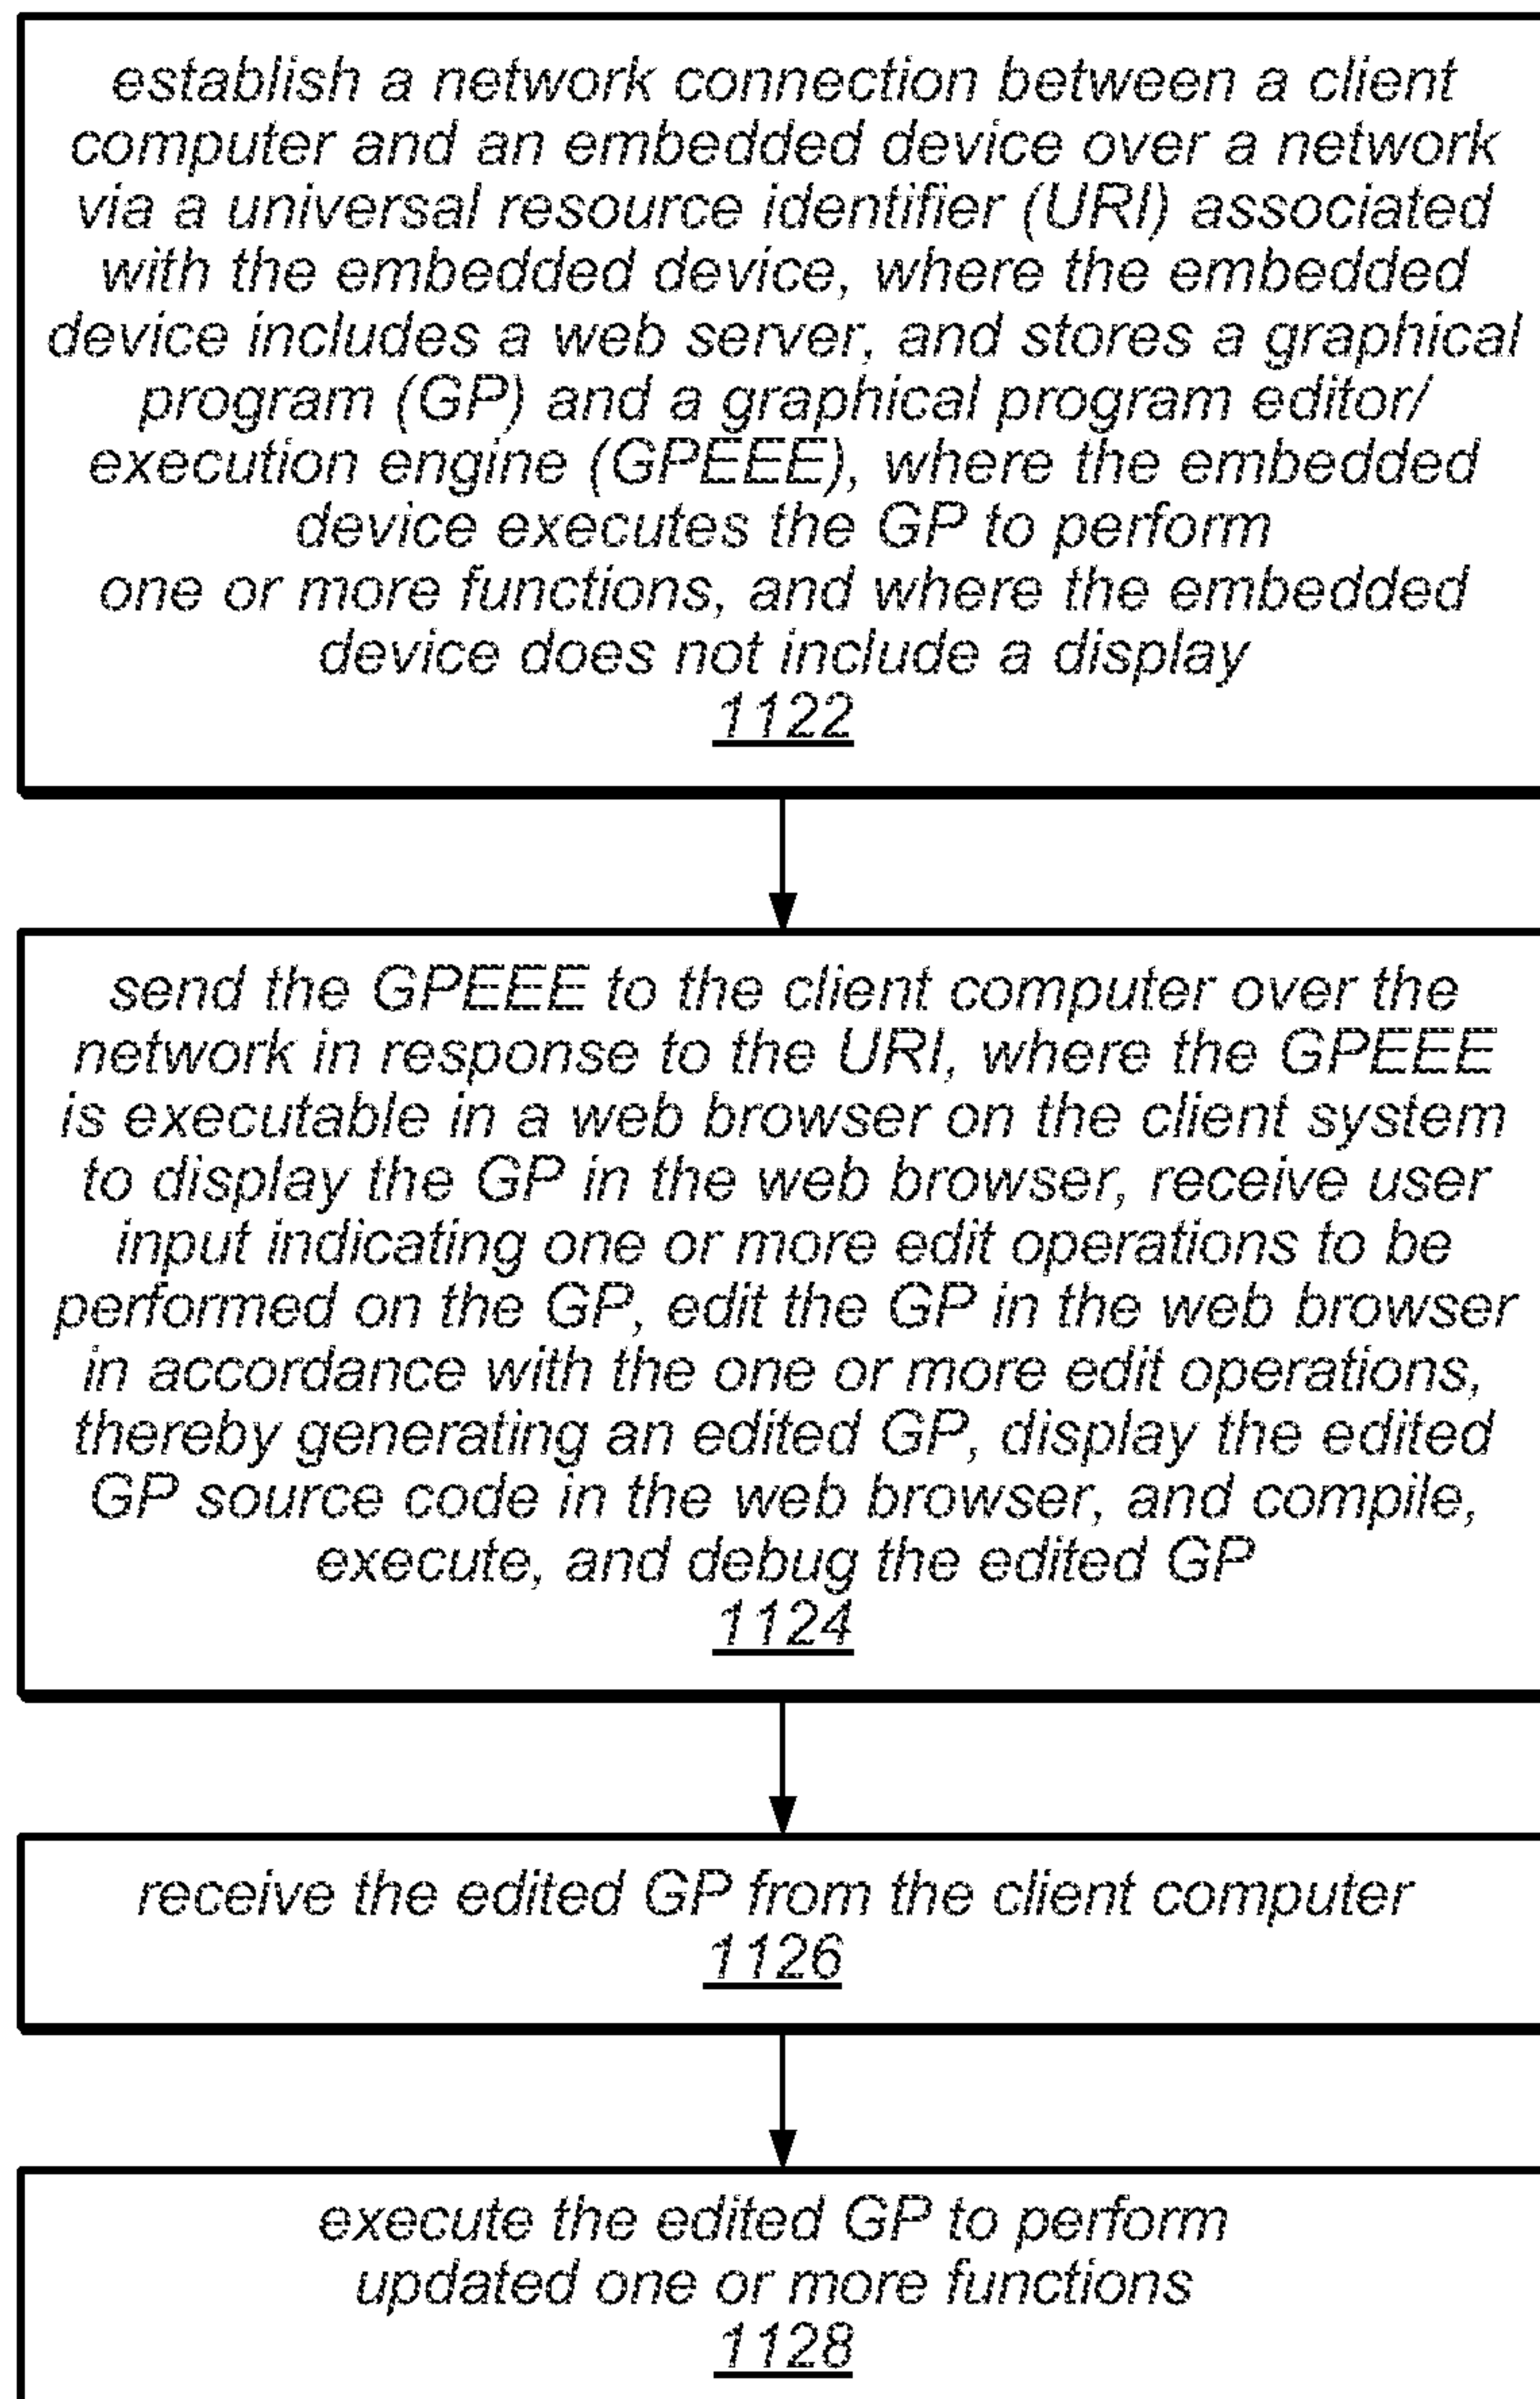 establish a network connection between a client
computer and an embedded device over a network
via a universal resource identifier (URI) associated
with the embedded device, where the embedded
device includes a web server, and stores a graphical
program (GP) and a graphical program editor/
execution engine (GPEEE), where the embedded
device executes the GP to perform
one or more functions, and where the embedded
device does not include a display
1122
send the GPEEE to the client computer over the
network in response to the URI, where the GPEEE
is executable in a web browser on the client system
to display the GP in the web browser, receive user
input indicating one or more edit operations to be
performed on the GP, edit the GP in the web browser
in accordance with the one or more edit operations,
thereby generating an edited GP, display the edited
GP source code in the web browser, and compile,
execute, and debug the edited GP
1124
receive the edited GP from the client computer
1126
execute the edited GP to perform
updated one or more functions
1128